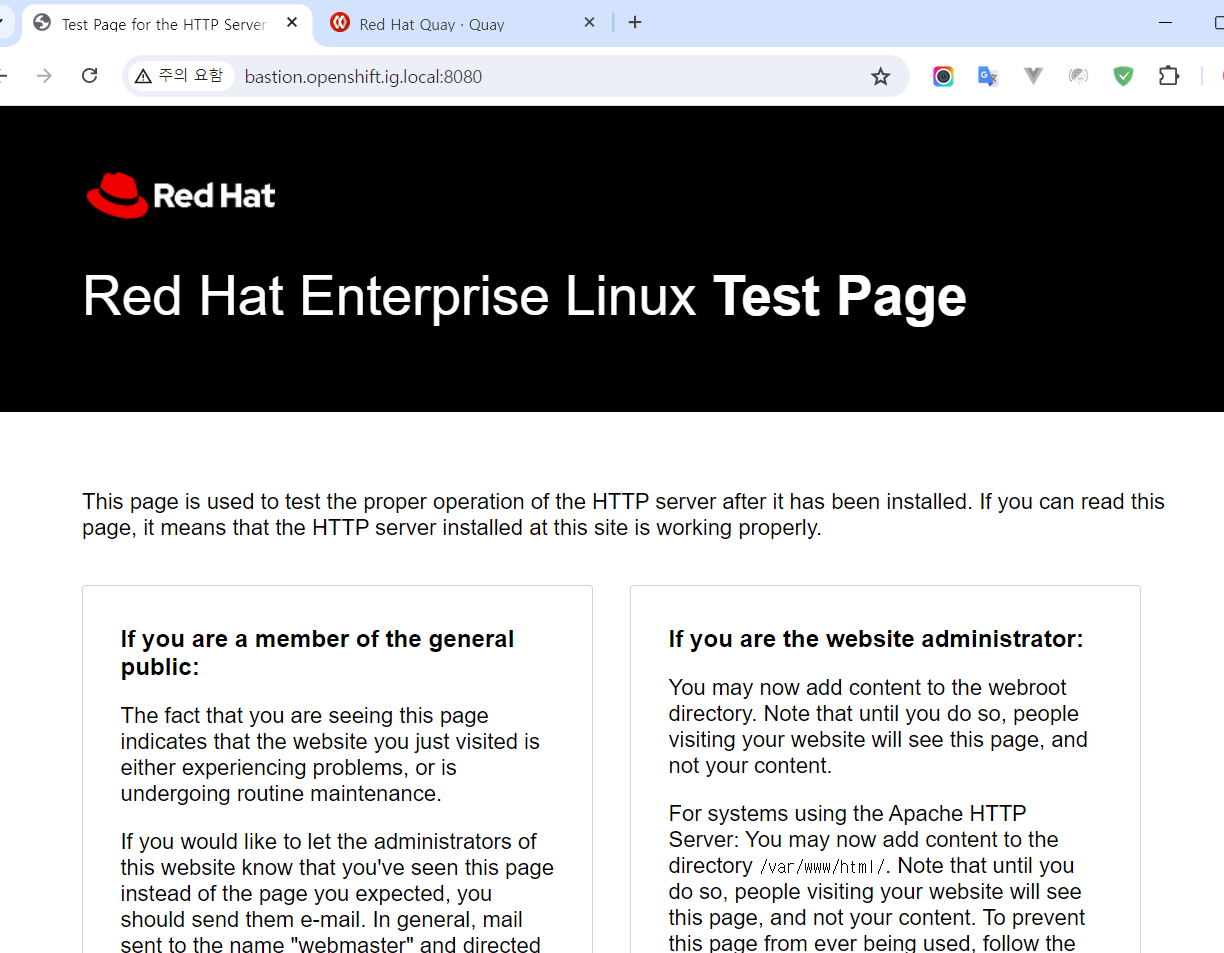 Test Page for the HTTP Server
Red Hat Quay · Quay
주의 요함
bastion.openshift.ig.local:8080
Red Hat
Red Hat Enterprise Linux Test Page
This page is used to test the proper operation of the HTTP server after it has been installed. If you can read this
page, it means that the HTTP server installed at this site is working properly.
If you are a member of the general
public:
The fact that you are seeing this page
indicates that the website you just visited is
either experiencing problems, or is
undergoing routine maintenance.
If you would like to let the administrators of
this website know that you've seen this page
instead of the page you expected, you
should send them e-mail. In general, mail
sent to the name "webmaster" and directed
If you are the website administrator:
You may now add content to the webroot
directory. Note that until you do so, people
visiting your website will see this page, and
not your content.
For systems using the Apache HTTP
Server: You may now add content to the
directory /var/www/html/. Note that until you
do so, people visiting your website will see
this page, and not your content. To prevent
this page from ever being used, follow the